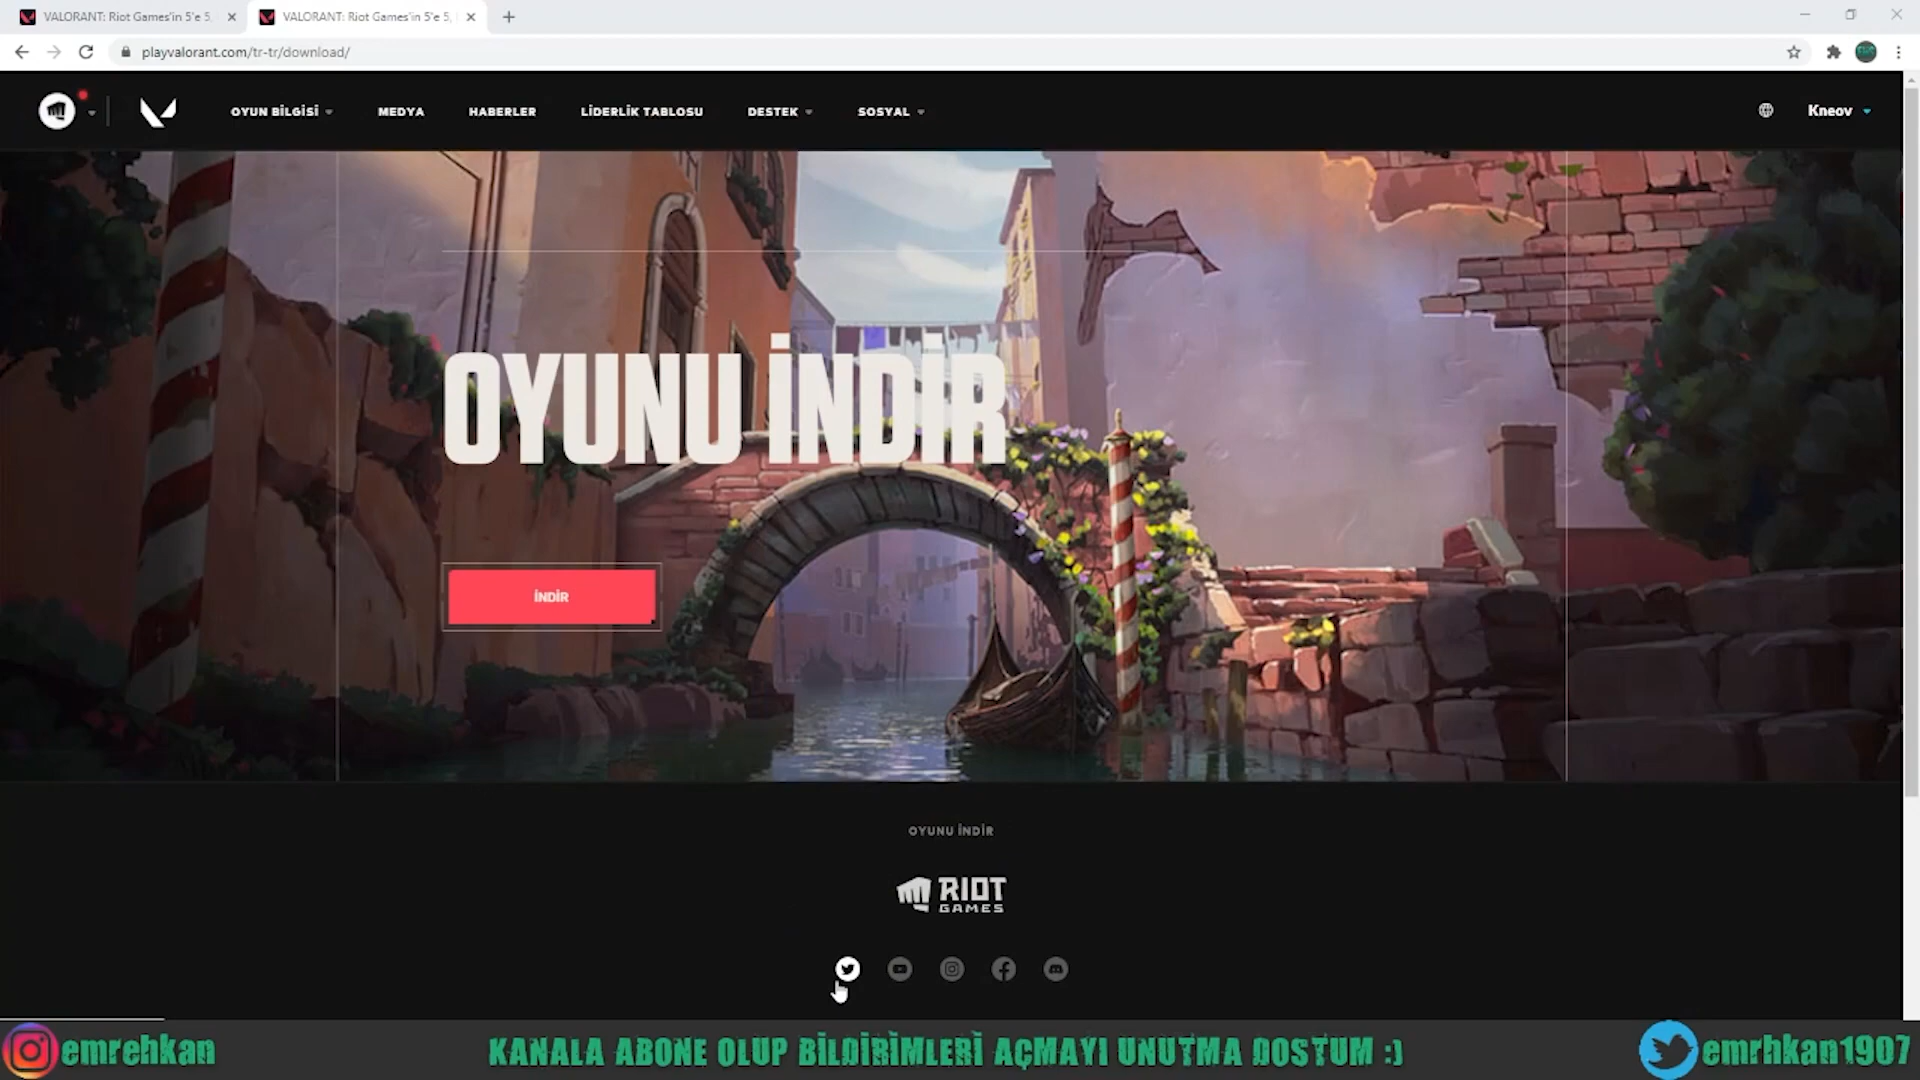 VALORANT: Riot Games'in 5'e 5,
VALORANT: Riot Games'in 5'e 5,
playvalorant.com/tr-tr/download/
OYUN BİLGİSİ
MEDYA
HABERLER
LİDERLİK TABLOSU
DESTEK
SOSYAL
Kneov
OYUNU İNDİR
İNDİR
OYUNU İNDİR
RIOT
GAMES
emrehkan
KANALA ABONE OLUP BİLDİRİMLERİ AÇMAYI UNUTMA DOSTUM :)
emrhkan1907